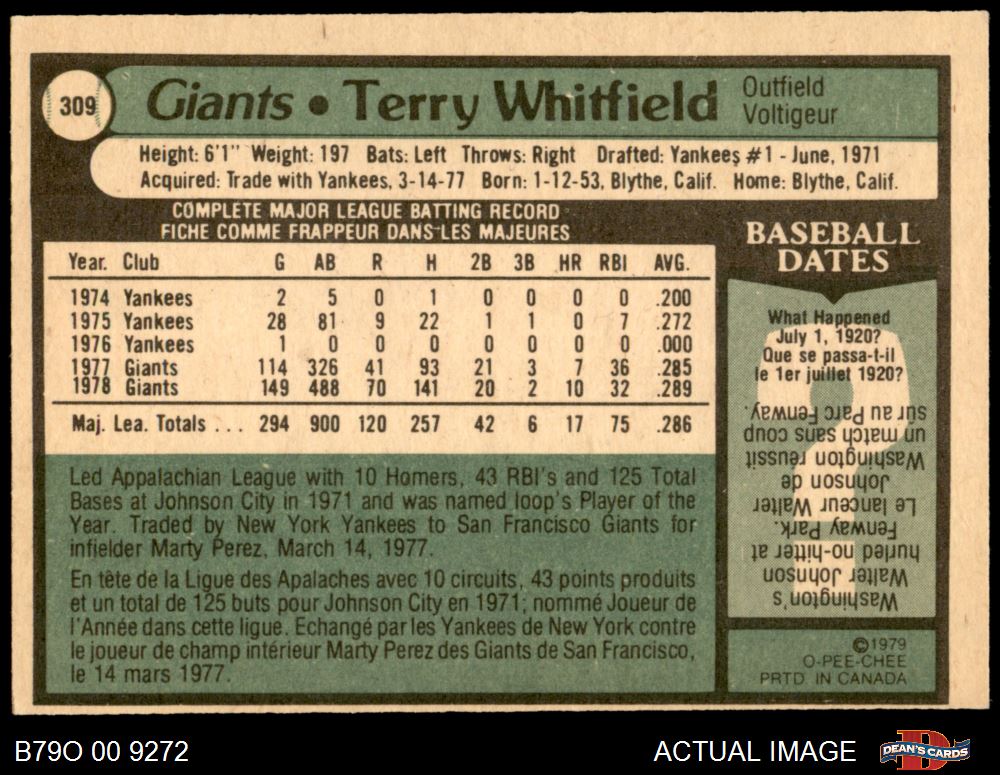 309
Giants • Terry Whitfield
Outfield
Voltigeur
Height: 6'1" Weight: 197 Bats: Left Throws: Right Drafted: Yankees #1 - June, 1971
Acquired: Trade with Yankees, 3-14-77 Born: 1-12-53, Blythe, Calif. Home: Blythe, Calif.
COMPLETE MAJOR LEAGUE BATTING RECORD
FICHE COMME FRAPPEUR DANS LES MAJEURES
Year. Club G AB R H 2B 3B HR RBI AVG.
1974 Yankees 2 5 0 1 0 0 0 0 .200
1975 Yankees 28 81 9 22 1 1 0 7 .272
1976 Yankees 1 0 0 0 0 0 0 0 .000
1977 Giants 114 326 41 93 21 3 7 36 .285
1978 Giants 149 488 70 141 20 2 10 32 .289
Maj. Lea. Totals ... 294 900 120 257 42 6 17 75 .286
Led Appalachian League with 10 Homers, 43 RBI's and 125 Total
Bases at Johnson City in 1971 and was named loop's Player of the
Year. Traded by New York Yankees to San Francisco Giants for
infielder Marty Perez, March 14, 1977.
En tête de la Ligue des Apalaches avec 10 circuits, 43 points produits
et un total de 125 buts pour Johnson City en 1971; nommé Joueur de
l'Année dans cette ligue. Echangé par les Yankees de New York contre
le joueur de champ intérieur Marty Perez des Giants de San Francisco,
le 14 mars 1977.
BASEBALL
DATES
What Happened
July 1, 1920?
Que se passa-t-il
le 1er juillet 1920?
Washington's
Walter Johnson
hurled no-hitter at
Fenway Park.
Le lanceur Walter
Johnson de
Washington réussit
un match sans coup
sûr au Parc Fenway.
©1979
O-PEE-CHEE
PRTD. IN CANADA
B79O 00 9272
ACTUAL IMAGE
D
DEAN'S CARDS